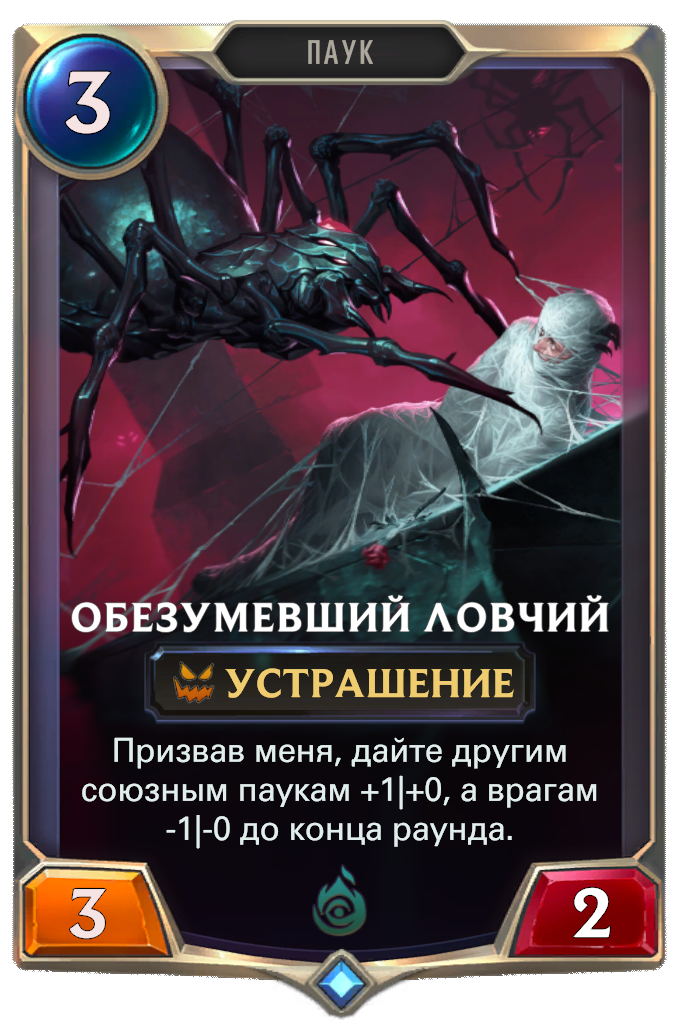 ПАУК
3
ОБЕЗУМЕВШИЙ ЛОВЧИЙ
УСТРАШЕНИЕ
Призвав меня, дайте другим
союзным паукам +1|+0, а врагам
-1|-0 до конца раунда.
3
2